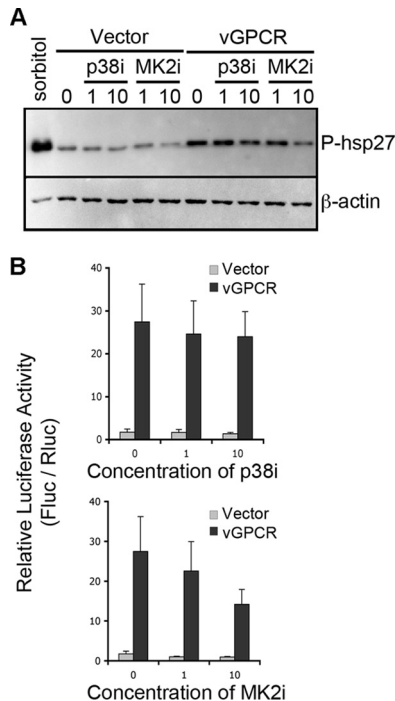 A
sorbitol
Vector vGPCR
p38i MK2i p38i MK2i
0 1 10 1 10 0 1 10 1 10
P-hsp27
β-actin
B
Relative Luciferase Activity
(Fluc / Rluc)
Vector
vGPCR
40
30
20
10
0
0 1 10
Concentration of p38i
Vector
vGPCR
40
30
20
10
0
0 1 10
Concentration of MK2i